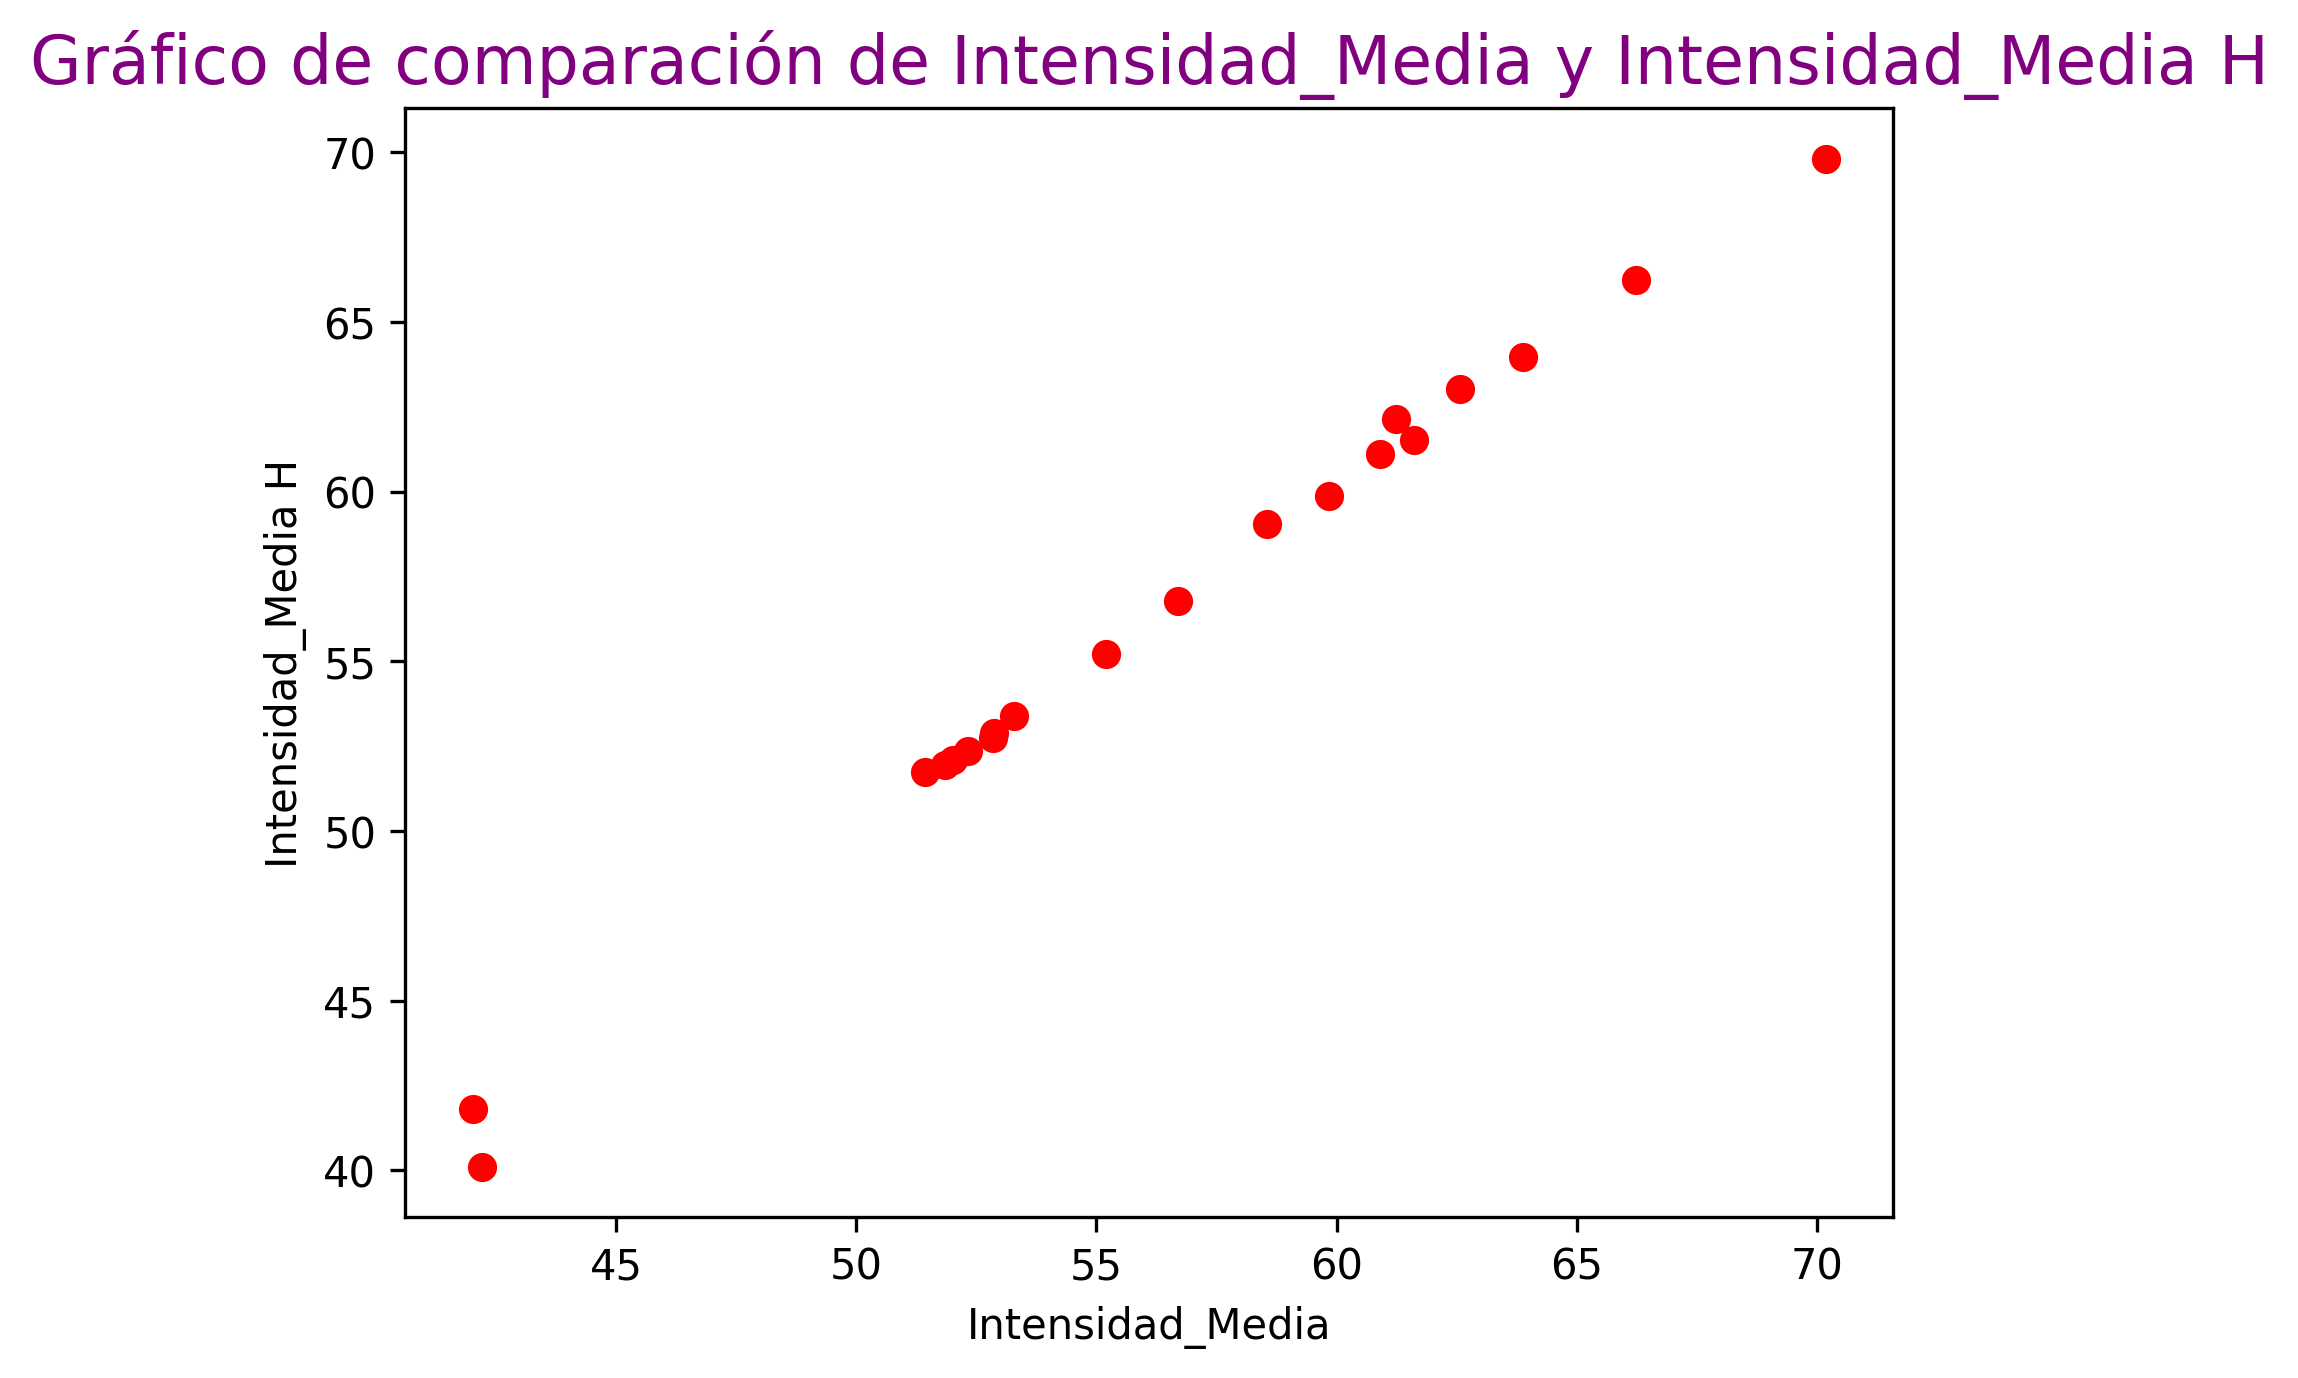 Gráfico de comparación de Intensidad_Media y Intensidad_Media H
70
65
60
55
50
45
40
Intensidad_Media H
45 50 55 60 65 70
Intensidad_Media